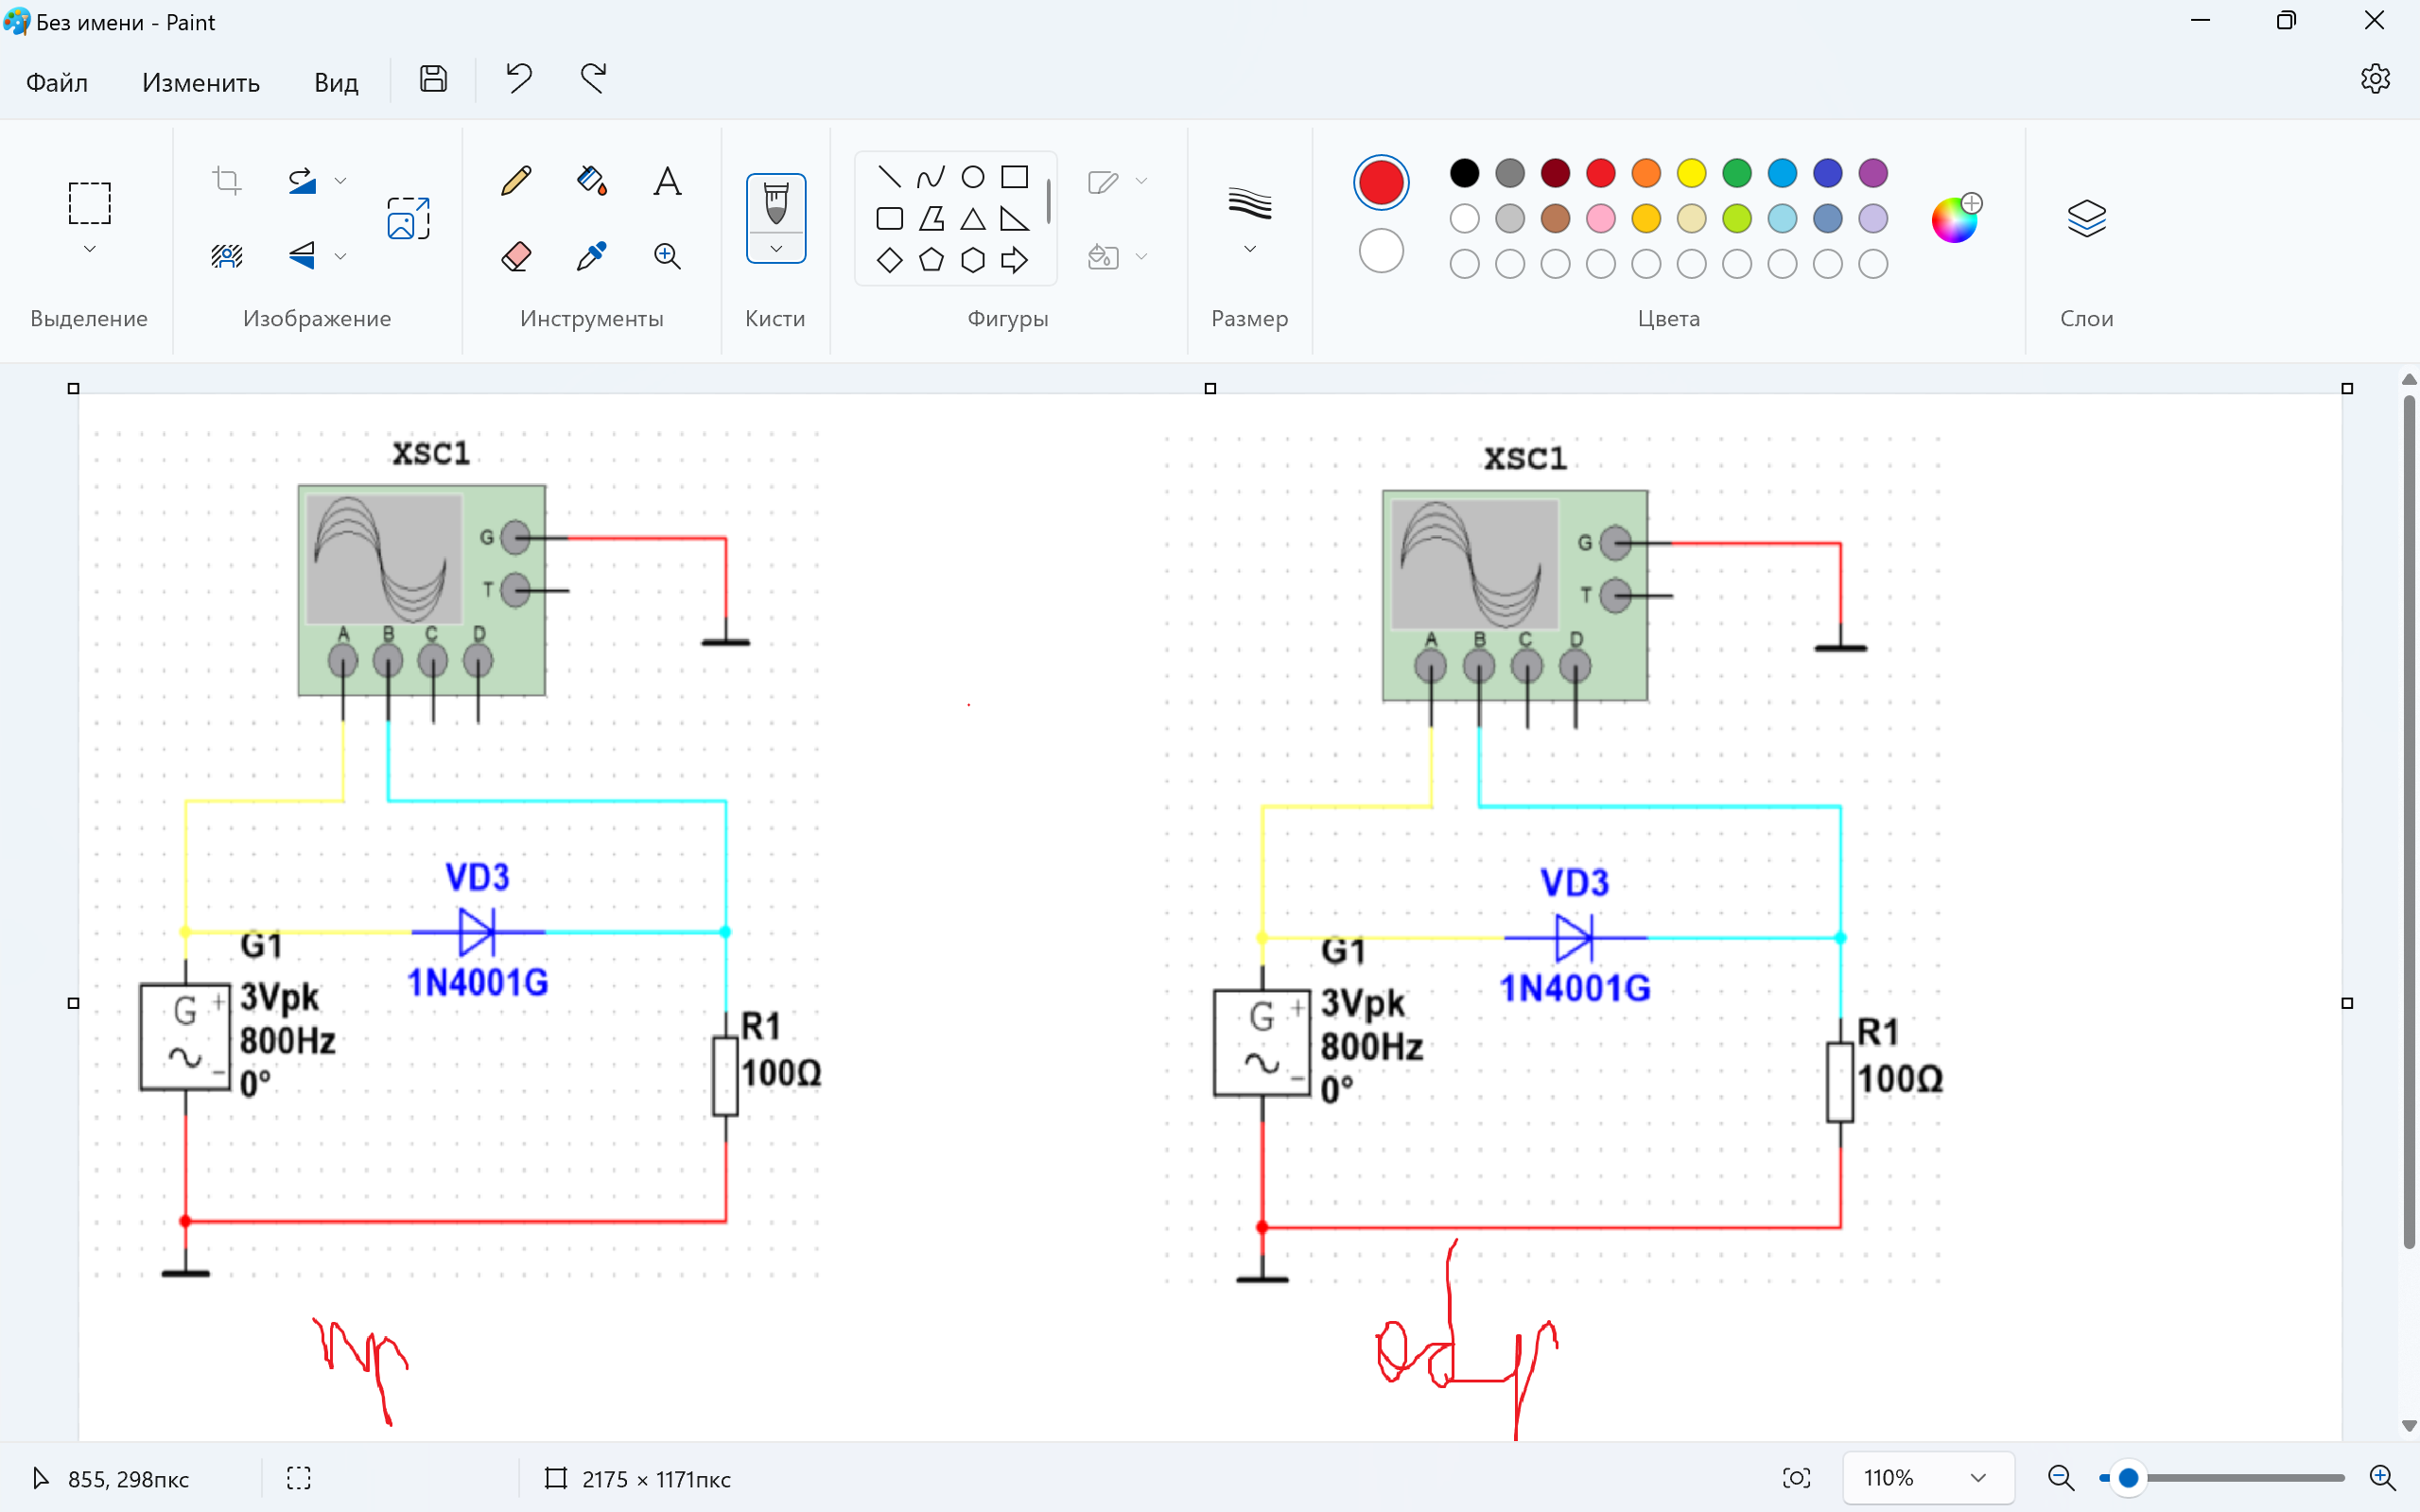 Без имени - Paint
Файл Изменить Вид
Выделение Изображение Инструменты Кисти Фигуры Размер Цвета Слои
XSC1
G
T
A B C D
VD3
1N4001G
G1
3Vpk
800Hz
0°
G + ~ −
R1
100Ω
пр
XSC1
G
T
A B C D
VD3
1N4001G
G1
3Vpk
800Hz
0°
G + ~ −
R1
100Ω
обр
855, 298пкс 2175 × 1171пкс 110%